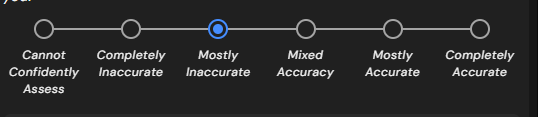 Cannot Confidently Assess
Completely Inaccurate
Mostly Inaccurate
Mixed Accuracy
Mostly Accurate
Completely Accurate